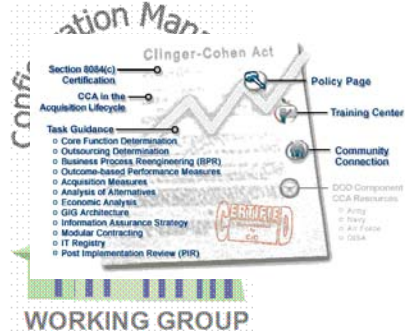 Clinger-Cohen Act
Section 8084(c)
Certification
CCA in the
Acquisition Lifecycle
Task Guidance
Core Function Determination
Outsourcing Determination
Business Process Reengineering (BPR)
Outcome-based Performance Measures
Acquisition Measures
Analysis of Alternatives
Economic Analysis
GIG Architecture
Information Assurance Strategy
Modular Contracting
IT Registry
Post Implementation Review (PIR)
Policy Page
Training Center
Community
Connection
DOD Component
CCA Resources
Army
Navy
Air Force
DISA
CERTIFIED
WORKING GROUP